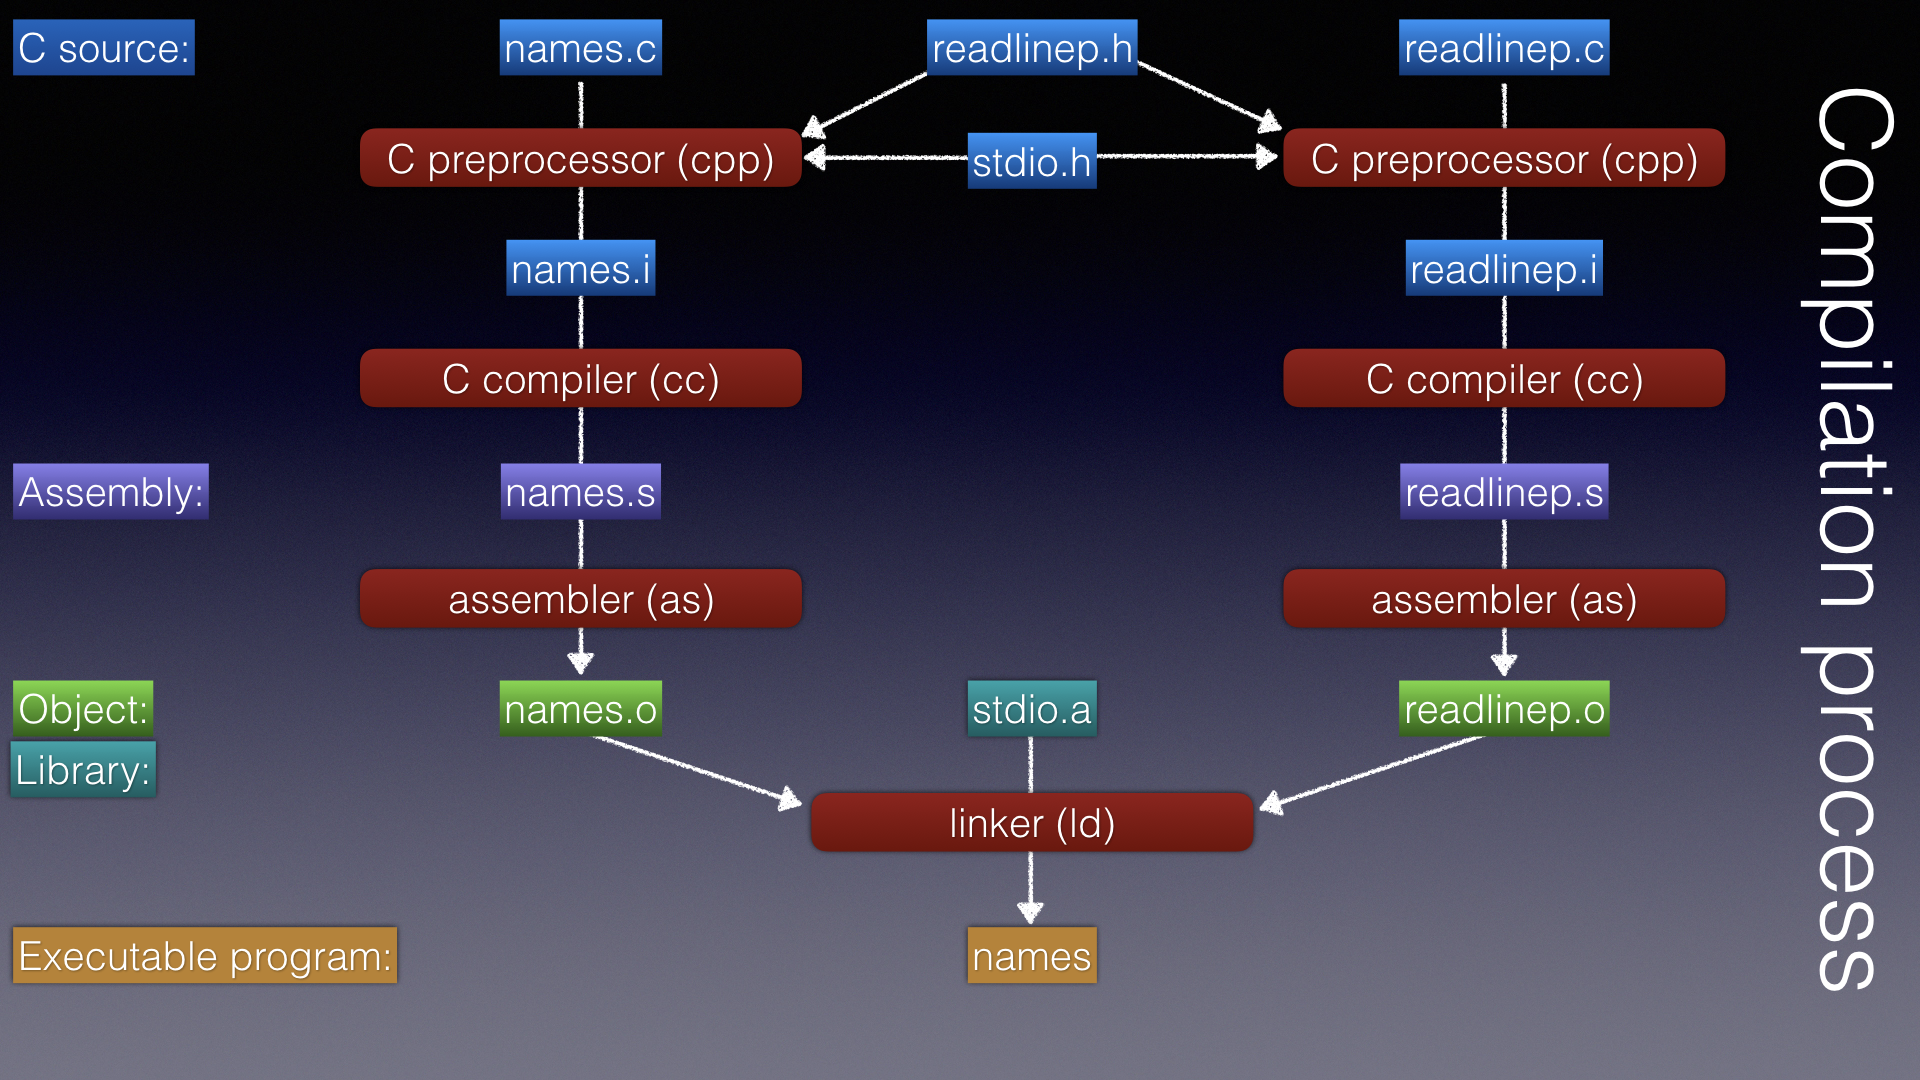 C source:
names.c
readlinep.h
readlinep.c
C preprocessor (cpp)
stdio.h
C preprocessor (cpp)
names.i
readlinep.i
C compiler (cc)
C compiler (cc)
Assembly:
names.s
readlinep.s
assembler (as)
assembler (as)
Object:
names.o
stdio.a
readlinep.o
Library:
linker (ld)
Executable program:
names
Compilation process